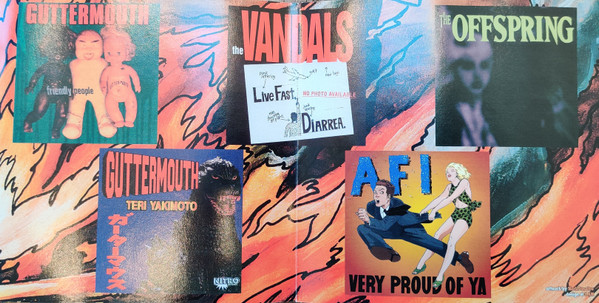 GUTTERMOUTH
friendly people
the VANDALS
LIVE FAST,
NO PHOTO AVAILABLE
DIARREA.
THE OFFSPRING
GUTTERMOUTH
TERI YAKIMOTO
ガターマウス
NITRO
AFI
VERY PROUD OF YA